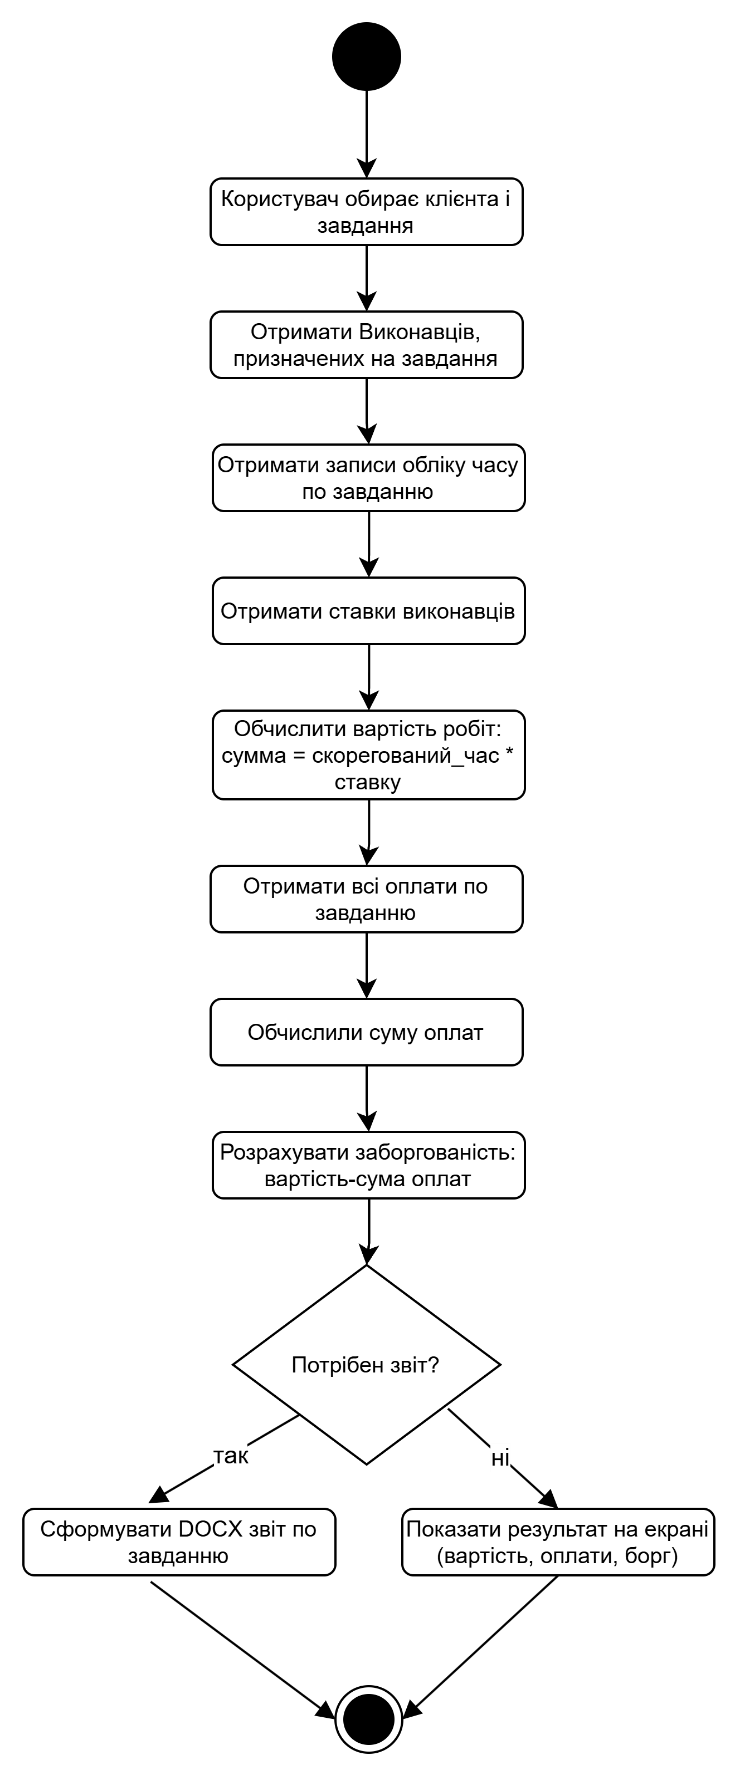 Користувач обирає клієнта і
завдання
Отримати Виконавців,
призначених на завдання
Отримати записи обліку часу
по завданню
Отримати ставки виконавців
Обчислити вартість робіт:
сумма = скорегований_час *
ставку
Отримати всі оплати по
завданню
Обчислили суму оплат
Розрахувати заборгованість:
вартість-сума оплат
Потрібен звіт?
так
ні
Сформувати DOCX звіт по
завданню
Показати результат на екрані
(вартість, оплати, борг)